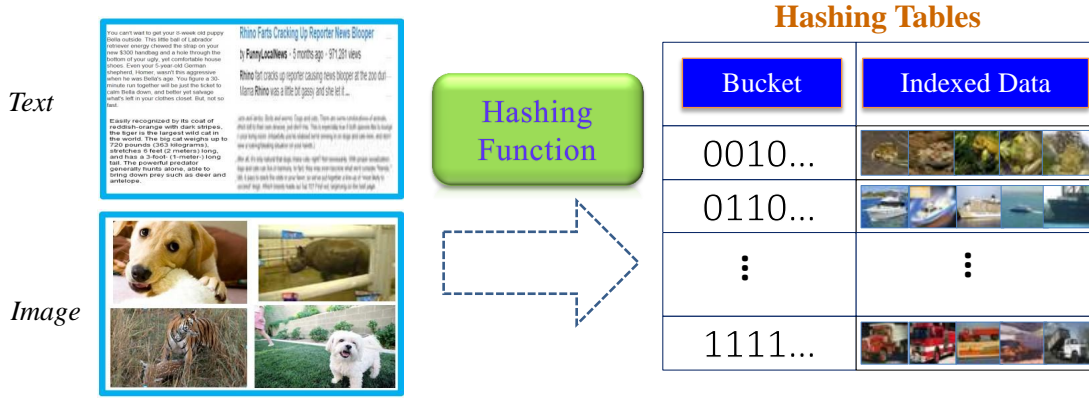 Hashing Tables
Text
You can't wait to get your 8-week old puppy
Bella outside. This little ball of Labrador
retriever energy chewed the strap on your
new $300 handbag and a hole through the
bottom of your ugly, yet comfortable house
shoes. Even your 5-year-old German
shepherd, Homer, wasn't this aggressive
when he was Bella's age. You figure a 30-
minute run together will be just the ticket to
calm Bella down, and better yet salvage
what's left in your clothes closet. But, not so
fast.
Easily recognized by its coat of
reddish-orange with dark stripes,
the tiger is the largest wild cat in
the world. The big cat weighs up to
720 pounds (363 kilograms),
stretches 6 feet (2 meters) long,
and has a 3-foot- (1-meter-) long
tail. The powerful predator
generally hunts alone, able to
bring down prey such as deer and
antelope.
Rhino Farts Cracking Up Reporter News Blooper
by FunnyLocalNews - 5 months ago - 971,281 views
Rhino fart cracks up reporter causing news blooper at the zoo duri
Mama Rhino was a little bit gassy and she let it ...
Image
Hashing
Function
Bucket
Indexed Data
0010...
0110...
1111...